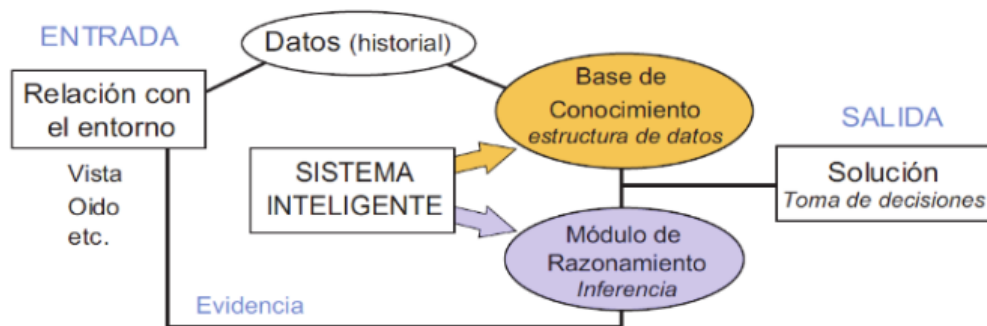 ENTRADA
Datos (historial)
Relación con
el entorno
Vista
Oido
etc.
Base de
Conocimiento
estructura de datos
SISTEMA
INTELIGENTE
SALIDA
Solución
Toma de decisiones
Módulo de
Razonamiento
Inferencia
Evidencia